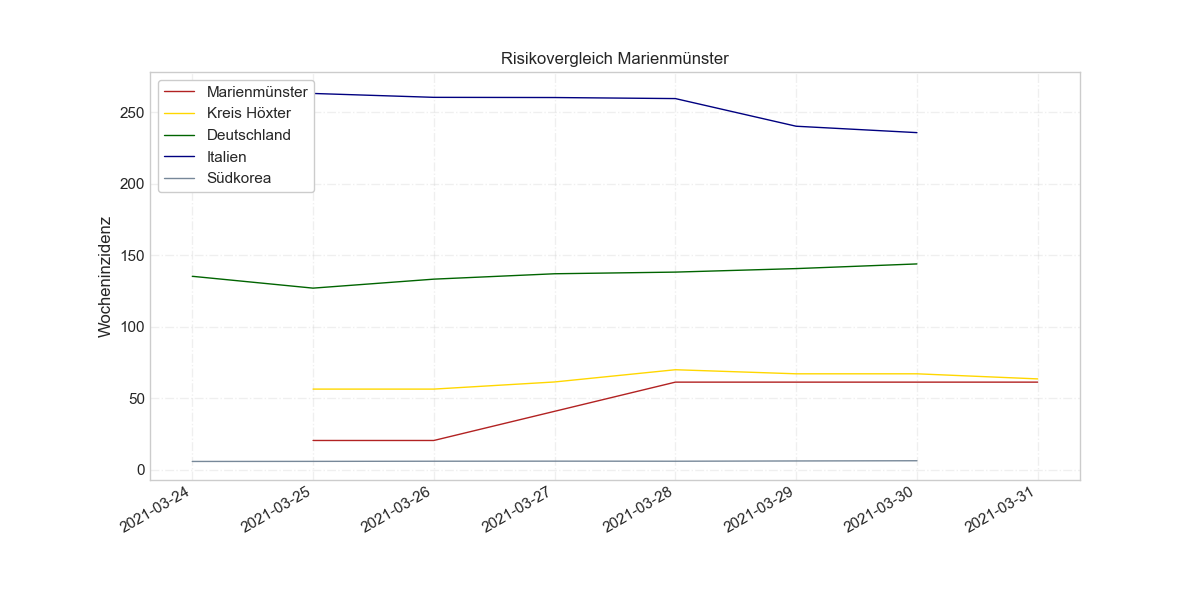 Risikovergleich Marienmünster
Marienmünster
Kreis Höxter
Deutschland
Italien
Südkorea
Wocheninzidenz
250
200
150
100
50
0
2021-03-24
2021-03-25
2021-03-26
2021-03-27
2021-03-28
2021-03-29
2021-03-30
2021-03-31